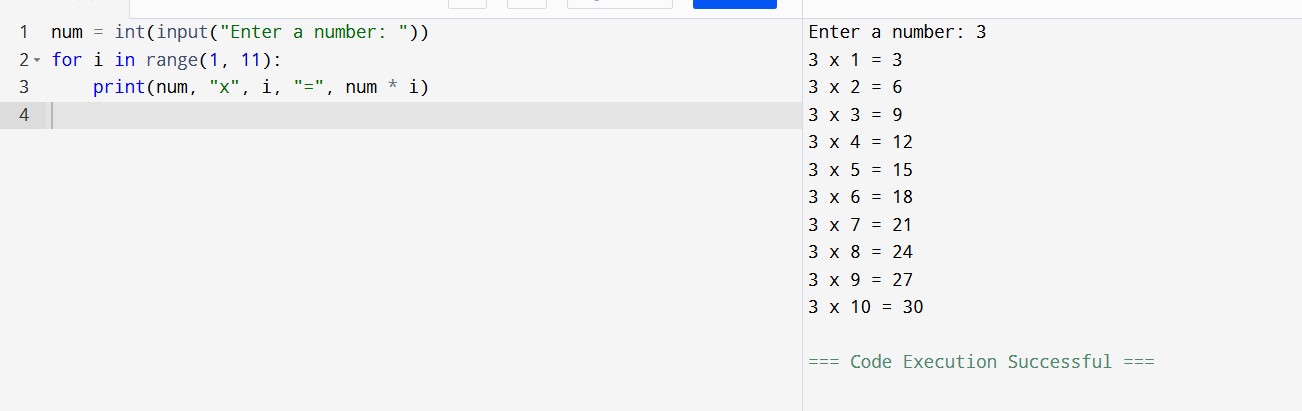 1 num = int(input("Enter a number: "))
2 for i in range(1, 11):
3     print(num, "x", i, "=", num * i)
4
Enter a number: 3
3 x 1 = 3
3 x 2 = 6
3 x 3 = 9
3 x 4 = 12
3 x 5 = 15
3 x 6 = 18
3 x 7 = 21
3 x 8 = 24
3 x 9 = 27
3 x 10 = 30
=== Code Execution Successful ===